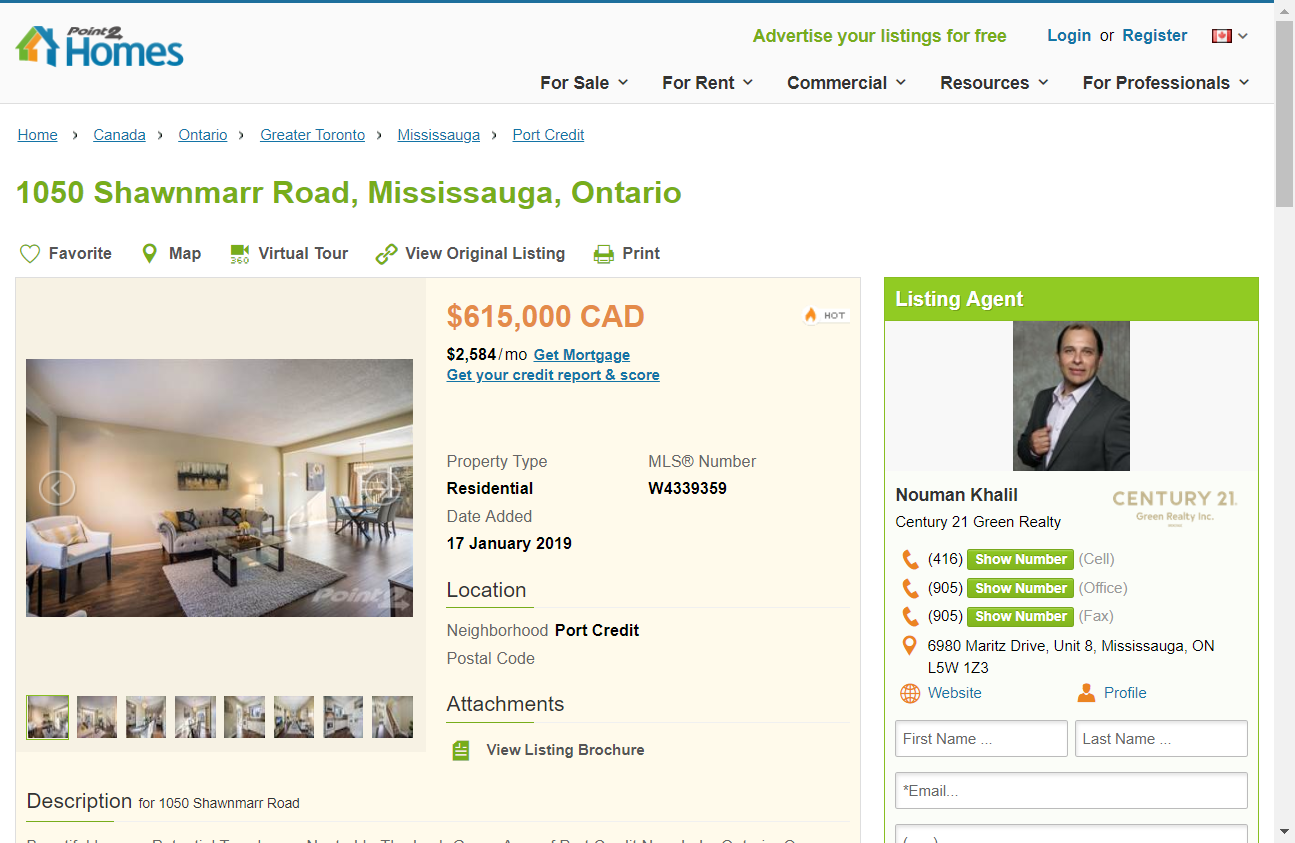 Point2 Homes
Advertise your listings for free
Login or Register
For Sale
For Rent
Commercial
Resources
For Professionals
Home › Canada › Ontario › Greater Toronto › Mississauga › Port Credit
1050 Shawnmarr Road, Mississauga, Ontario
Favorite
Map
360
Virtual Tour
View Original Listing
Print
$615,000 CAD
HOT
$2,584/mo Get Mortgage
Get your credit report & score
Property Type
MLS® Number
Residential
W4339359
Date Added
17 January 2019
Location
Neighborhood Port Credit
Postal Code
Attachments
View Listing Brochure
Point2
Description for 1050 Shawnmarr Road
Listing Agent
Nouman Khalil
CENTURY 21.
Green Realty Inc.
Century 21 Green Realty
(416) Show Number (Cell)
(905) Show Number (Office)
(905) Show Number (Fax)
6980 Maritz Drive, Unit 8, Mississauga, ON
L5W 1Z3
Website
Profile
First Name ...
Last Name ...
*Email...